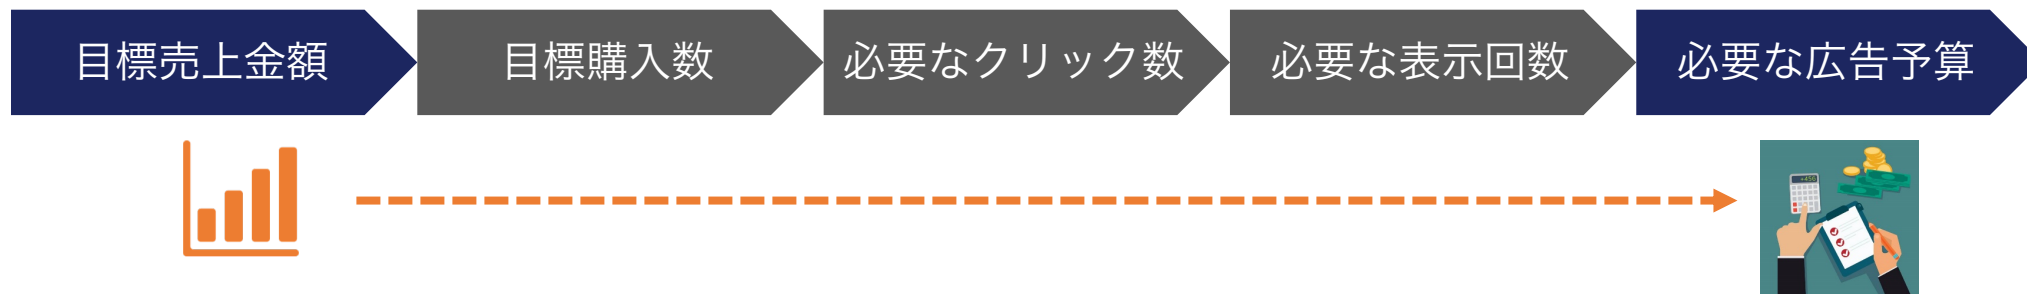 目標売上金額
目標購入数
必要なクリック数
必要な表示回数
必要な広告予算